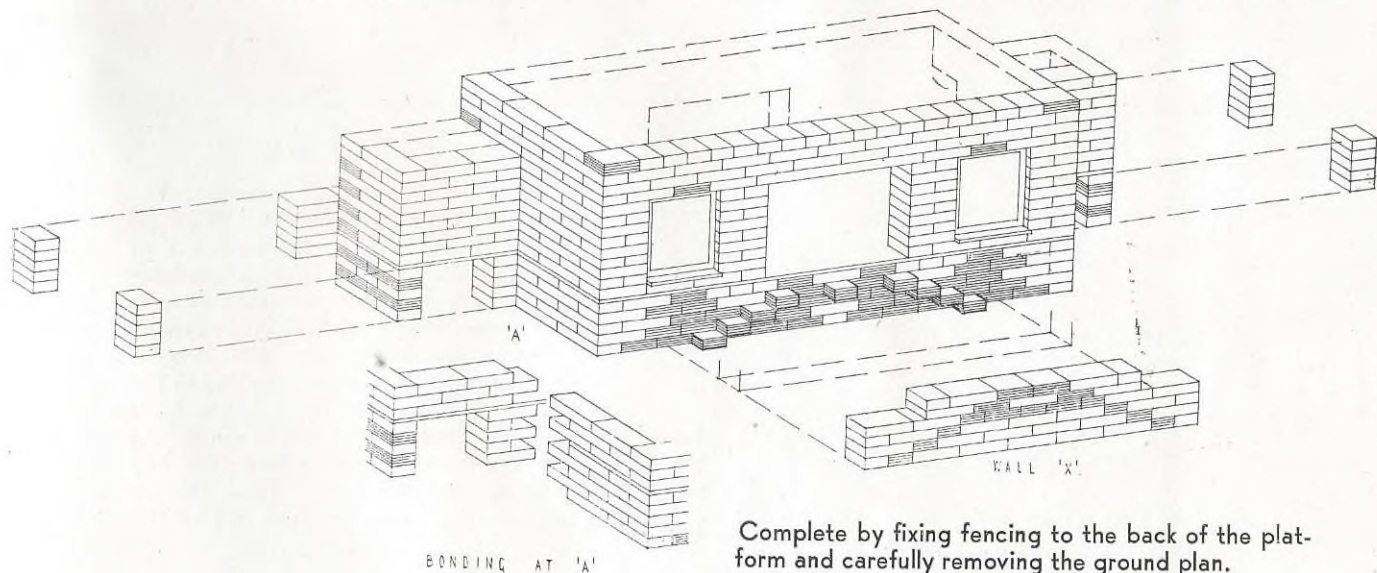 'A'
BONDING AT 'A'
WALL 'X'.
Complete by fixing fencing to the back of the plat-
form and carefully removing the ground plan.